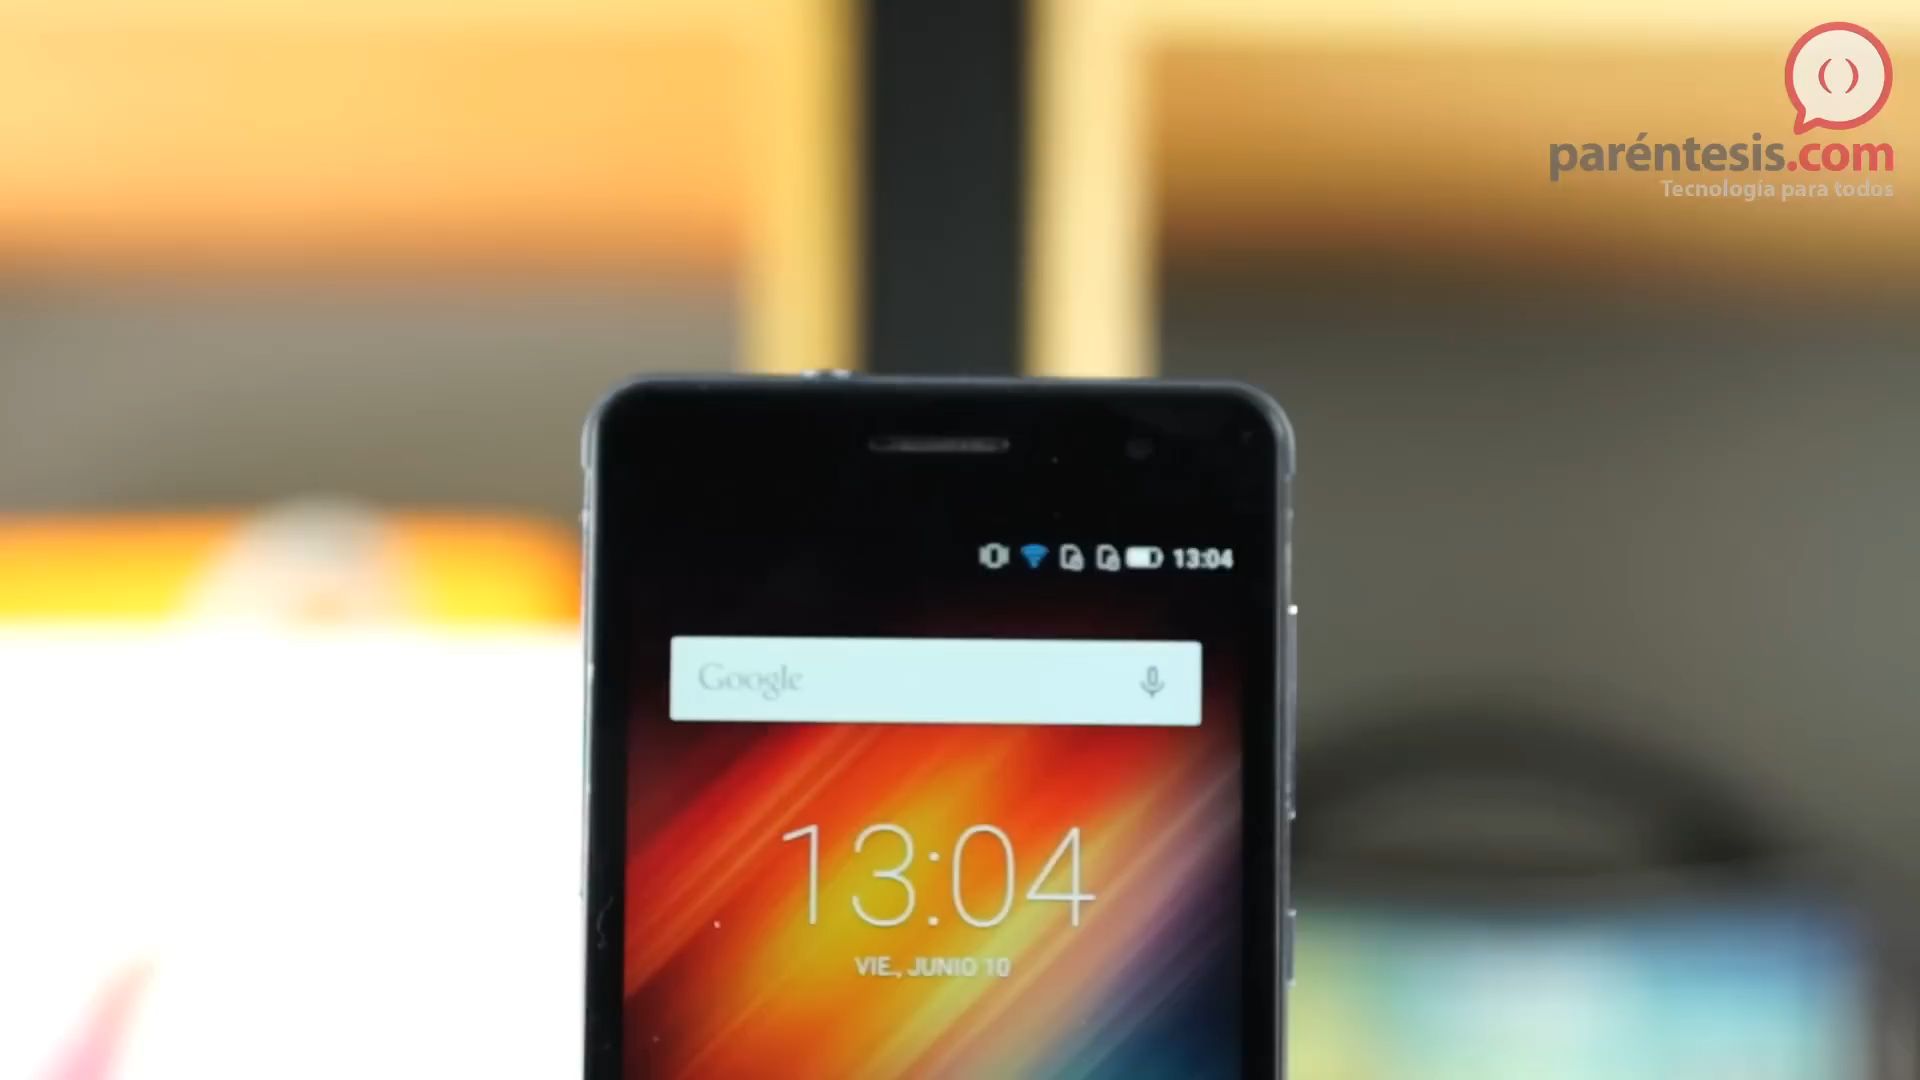 ()
paréntesis.com
Tecnología para todos
13:04
Google
13:04
VIE., JUNIO 10